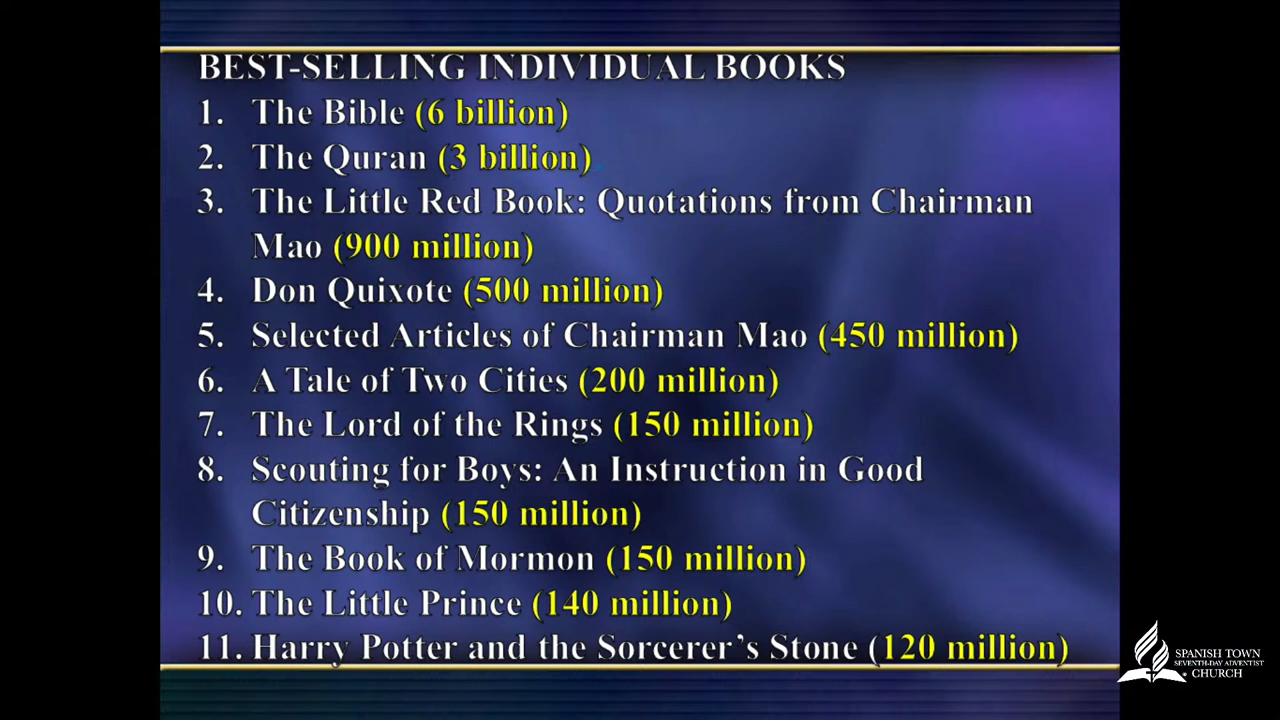 BEST-SELLING INDIVIDUAL BOOKS
1. The Bible (6 billion)
2. The Quran (3 billion)
3. The Little Red Book: Quotations from Chairman
Mao (900 million)
4. Don Quixote (500 million)
5. Selected Articles of Chairman Mao (450 million)
6. A Tale of Two Cities (200 million)
7. The Lord of the Rings (150 million)
8. Scouting for Boys: An Instruction in Good
Citizenship (150 million)
9. The Book of Mormon (150 million)
10. The Little Prince (140 million)
11. Harry Potter and the Sorcerer’s Stone (120 million)
SPANISH TOWN
SEVENTH-DAY ADVENTIST
CHURCH